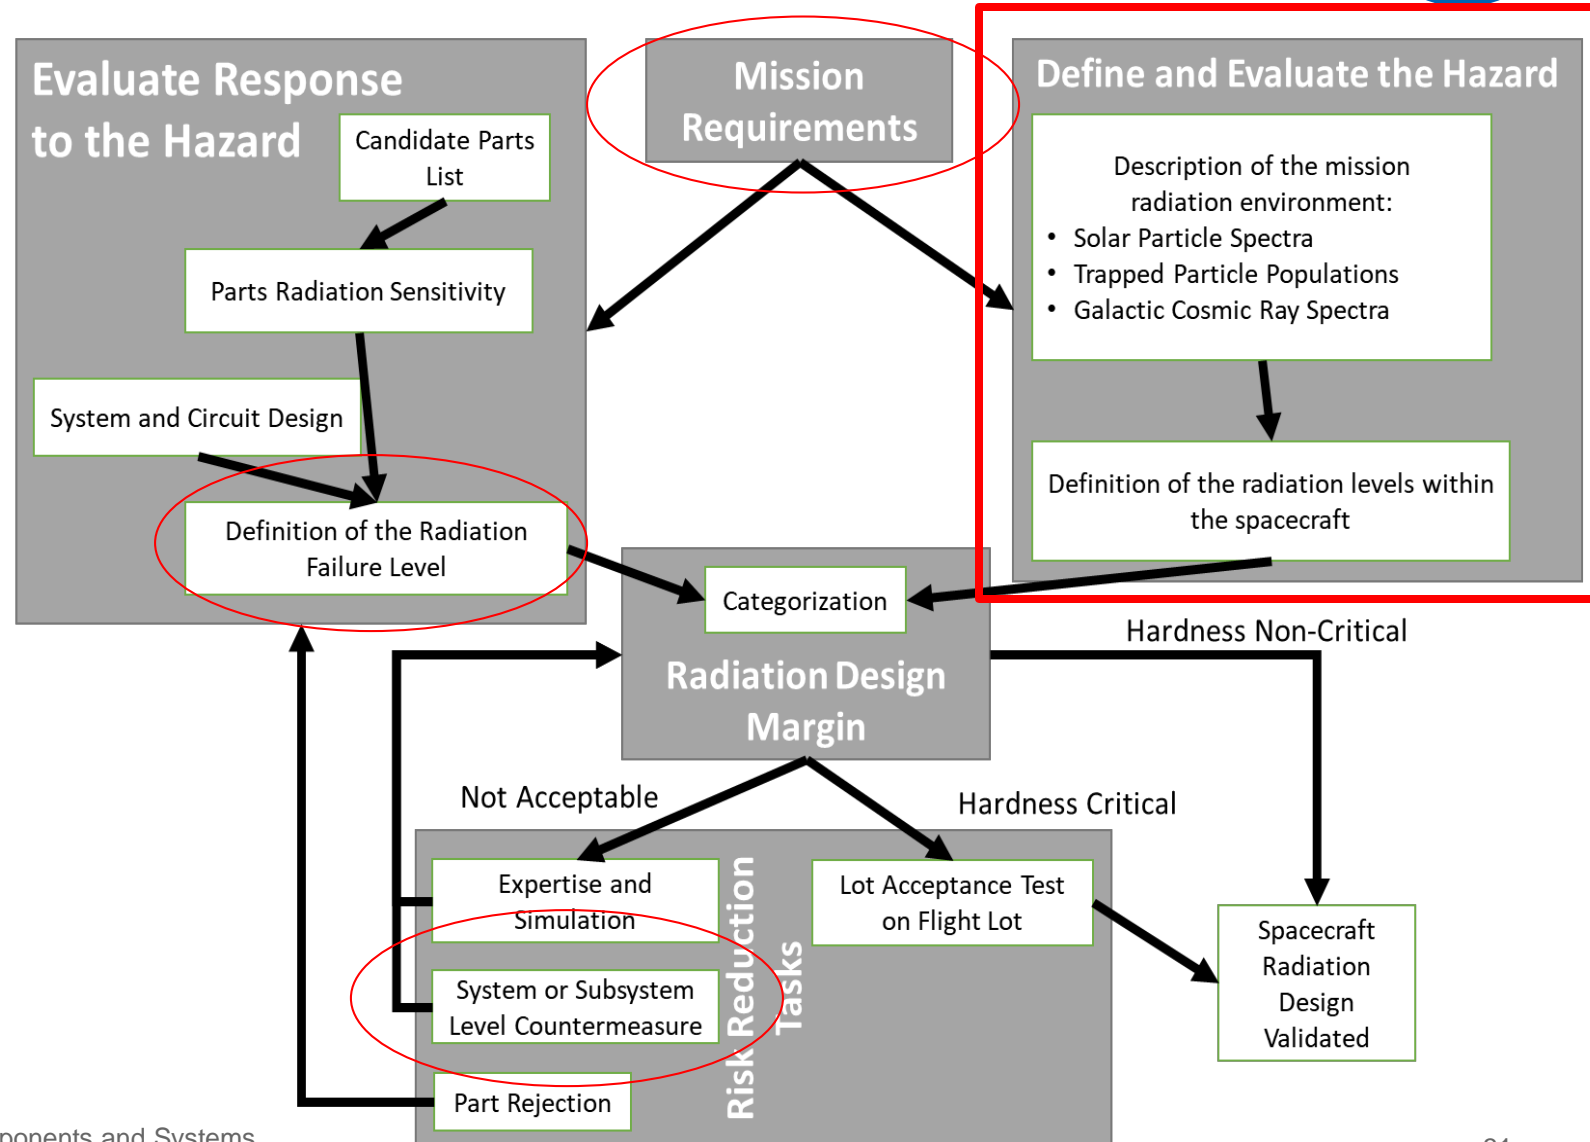 Evaluate Response
to the Hazard
Candidate Parts
List
Parts Radiation Sensitivity
System and Circuit Design
Definition of the Radiation
Failure Level
Mission
Requirements
Define and Evaluate the Hazard
Description of the mission
radiation environment:
• Solar Particle Spectra
• Trapped Particle Populations
• Galactic Cosmic Ray Spectra
Definition of the radiation levels within
the spacecraft
Categorization
Radiation Design
Margin
Hardness Non-Critical
Not Acceptable
Hardness Critical
Expertise and
Simulation
System or Subsystem
Level Countermeasure
Part Rejection
Risk Reduction
Tasks
Lot Acceptance Test
on Flight Lot
Spacecraft
Radiation
Design
Validated
and Systems